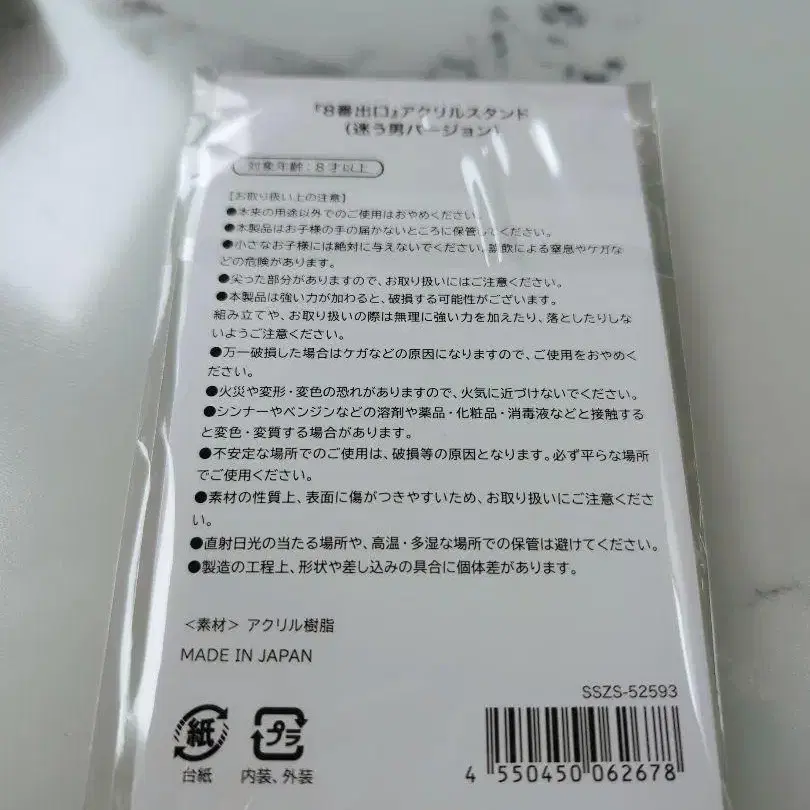 『8番出口』アクリルスタンド
(迷う男バージョン)
対象年齢:8才以上
【お取り扱い上の注意】
●本来の用途以外でのご使用はおやめください。
●本製品はお子様の手の届かないところに保管してください。
●小さなお子様には絶対に与えないでください。誤飲による窒息やケガな
どの危険があります。
●尖った部分がありますので、お取り扱いにはご注意ください。
●本製品は強い力が加わると、破損する可能性がございます。
組み立てや、お取り扱いの際は無理に強い力を加えたり、落としたりしな
いようご注意ください。
●万一破損した場合はケガなどの原因になりますので、ご使用をおやめく
ださい。
●火災や変形・変色の恐れがありますので、火気に近づけないでください。
●シンナーやベンジンなどの溶剤や薬品・化粧品・消毒液などと接触する
と変色・変質する場合があります。
●不安定な場所でのご使用は、破損等の原因となります。必ず平らな場所
でご使用ください。
●素材の性質上、表面に傷がつきやすいため、お取り扱いにご注意くださ
い。
●直射日光の当たる場所や、高温・多湿な場所での保管は避けてください。
●製造の工程上、形状や差し込みの具合に個体差があります。
<素材> アクリル樹脂
MADE IN JAPAN
SSZS-52593
紙
プラ
台紙
内装、外装
4 550450 062678